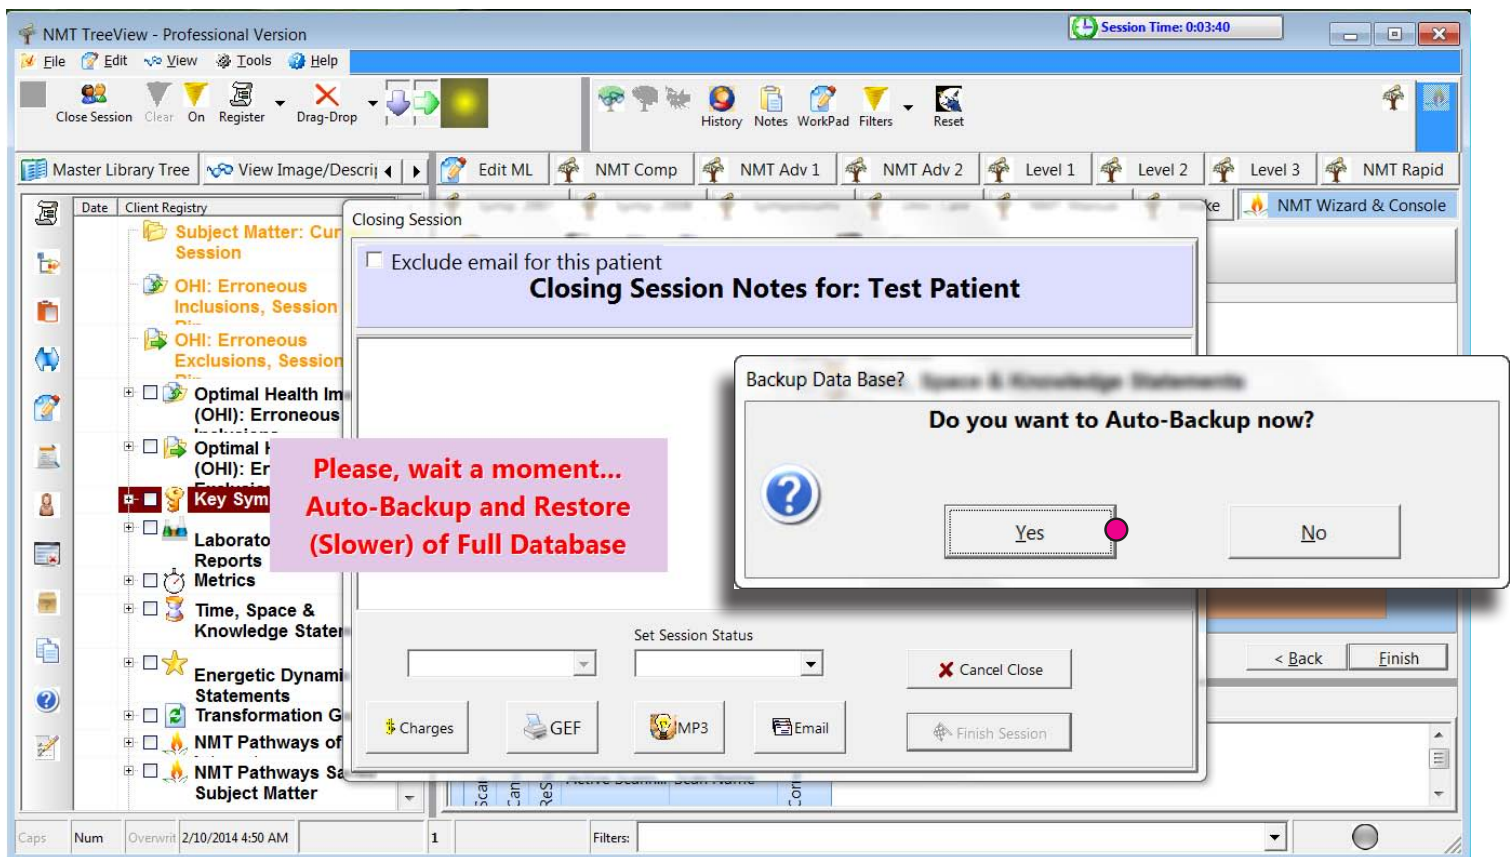 NMT TreeView - Professional Version
Session Time: 0:03:40
File Edit View Tools Help
Close Session Clear On Register Drag-Drop History Notes WorkPad Filters Reset
Master Library Tree View Image/Descrip Edit ML NMT Comp NMT Adv 1 NMT Adv 2 Level 1 Level 2 Level 3 NMT Rapid
NMT Wizard & Console
Date Client Registry
Subject Matter: Cur
Session
OHI: Erroneous
Inclusions, Session
OHI: Erroneous
Exclusions, Session
Optimal Health Im
(OHI): Erroneous
Optimal H
(OHI): Er
Key Sym
Laborato
Reports
Metrics
Time, Space &
Knowledge Stater
Energetic Dynami
Statements
Transformation G
NMT Pathways of
NMT Pathways Sa
Subject Matter
Closing Session
Exclude email for this patient
Closing Session Notes for: Test Patient
Please, wait a moment...
Auto-Backup and Restore
(Slower) of Full Database
Backup Data Base?
Space & Knowledge Statements
Do you want to Auto-Backup now?
Yes No
Set Session Status
Cancel Close
$ Charges GEF MP3 Email Finish Session
< Back Finish
Caps Num Overwrit 2/10/2014 4:50 AM 1 Filters: